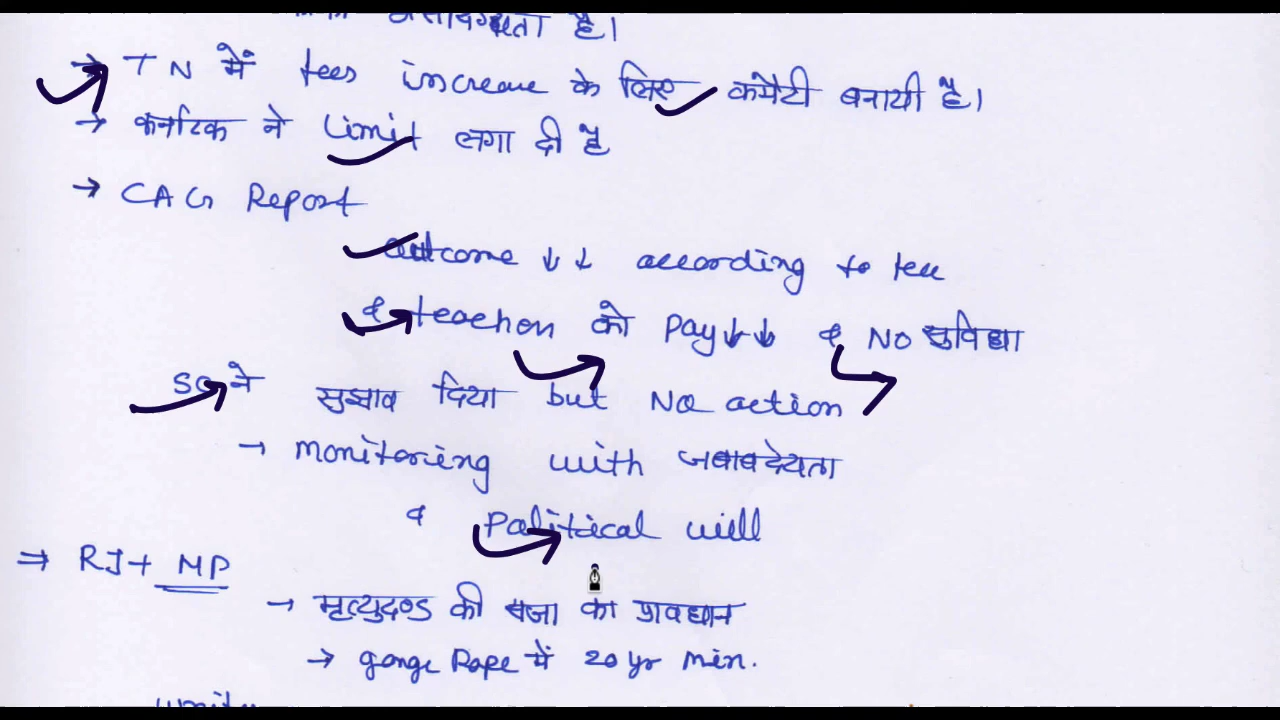 है।
→ TN में fees increase के लिए कमेटी बनायी है।
→ कर्नाटक ने limit लगा दी है
→ CAG Report
outcome ↓↓ according to fee
& teachon को Pay↓↓ & No सुविधा
SC ने सुझाव दिया but No action
→ monitoring with जवाबदेयता
& Political will
⇒ RJ+ MP
→ मृत्युदण्ड की सजा का प्रावधान
→ gange Rape में 20 yr min.